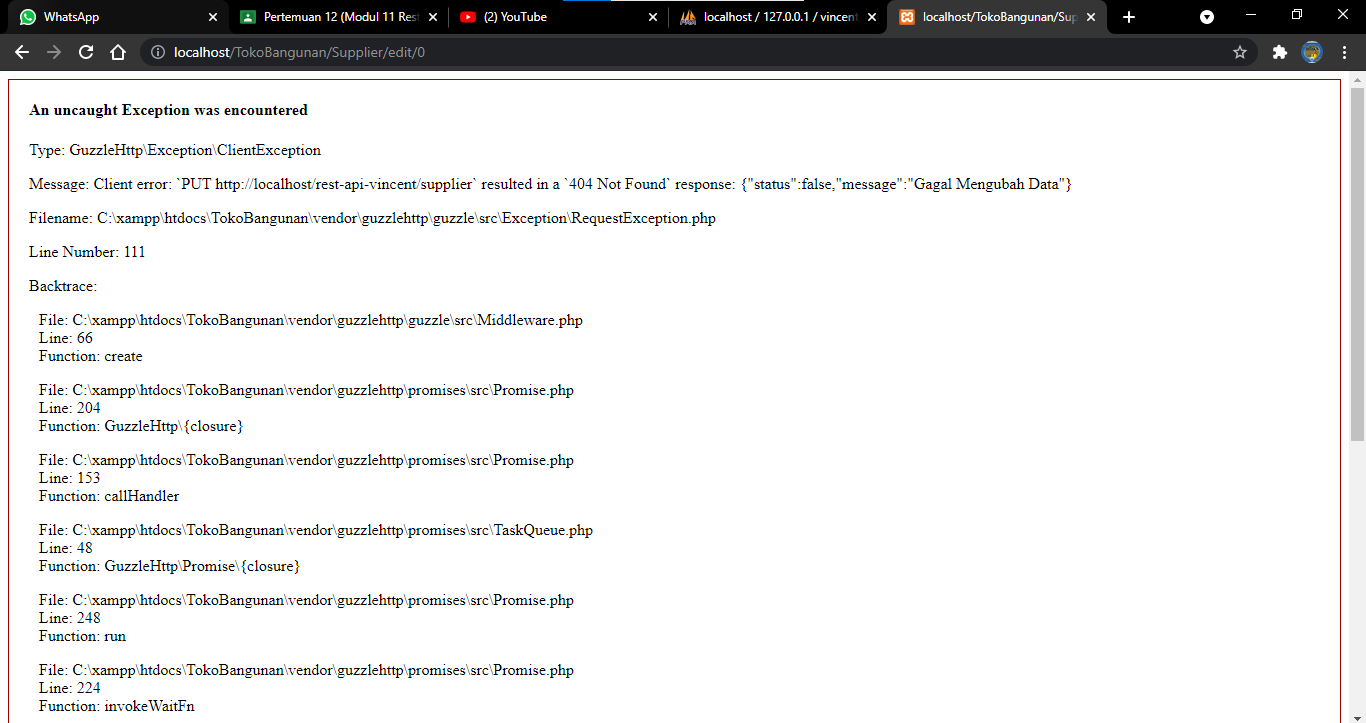 WhatsApp
Pertemuan 12 (Modul 11 Rest
(2) YouTube
localhost / 127.0.0.1 / vincent
localhost/TokoBangunan/Sup
localhost/TokoBangunan/Supplier/edit/0
An uncaught Exception was encountered
Type: GuzzleHttp\Exception\ClientException
Message: Client error: `PUT http://localhost/rest-api-vincent/supplier` resulted in a `404 Not Found` response: {"status":false,"message":"Gagal Mengubah Data"}
Filename: C:\xampp\htdocs\TokoBangunan\vendor\guzzlehttp\guzzle\src\Exception\RequestException.php
Line Number: 111
Backtrace:
File: C:\xampp\htdocs\TokoBangunan\vendor\guzzlehttp\guzzle\src\Middleware.php
Line: 66
Function: create
File: C:\xampp\htdocs\TokoBangunan\vendor\guzzlehttp\promises\src\Promise.php
Line: 204
Function: GuzzleHttp\{closure}
File: C:\xampp\htdocs\TokoBangunan\vendor\guzzlehttp\promises\src\Promise.php
Line: 153
Function: callHandler
File: C:\xampp\htdocs\TokoBangunan\vendor\guzzlehttp\promises\src\TaskQueue.php
Line: 48
Function: GuzzleHttp\Promise\{closure}
File: C:\xampp\htdocs\TokoBangunan\vendor\guzzlehttp\promises\src\Promise.php
Line: 248
Function: run
File: C:\xampp\htdocs\TokoBangunan\vendor\guzzlehttp\promises\src\Promise.php
Line: 224
Function: invokeWaitFn